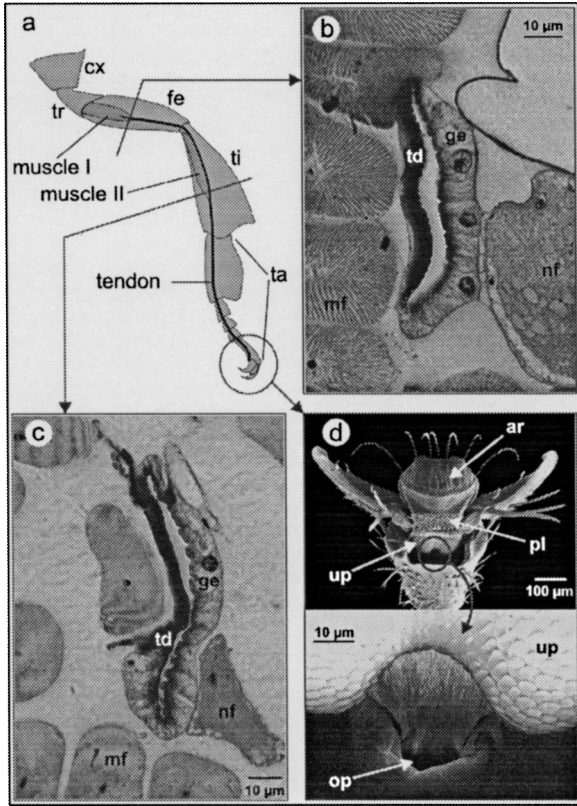 a
cx
tr
fe
muscle I
muscle II
ti
tendon
ta
b
10 µm
td
ge
mf
nf
c
ge
td
nf
mf
10 µm
d
ar
pl
up
100 µm
10 µm
up
op